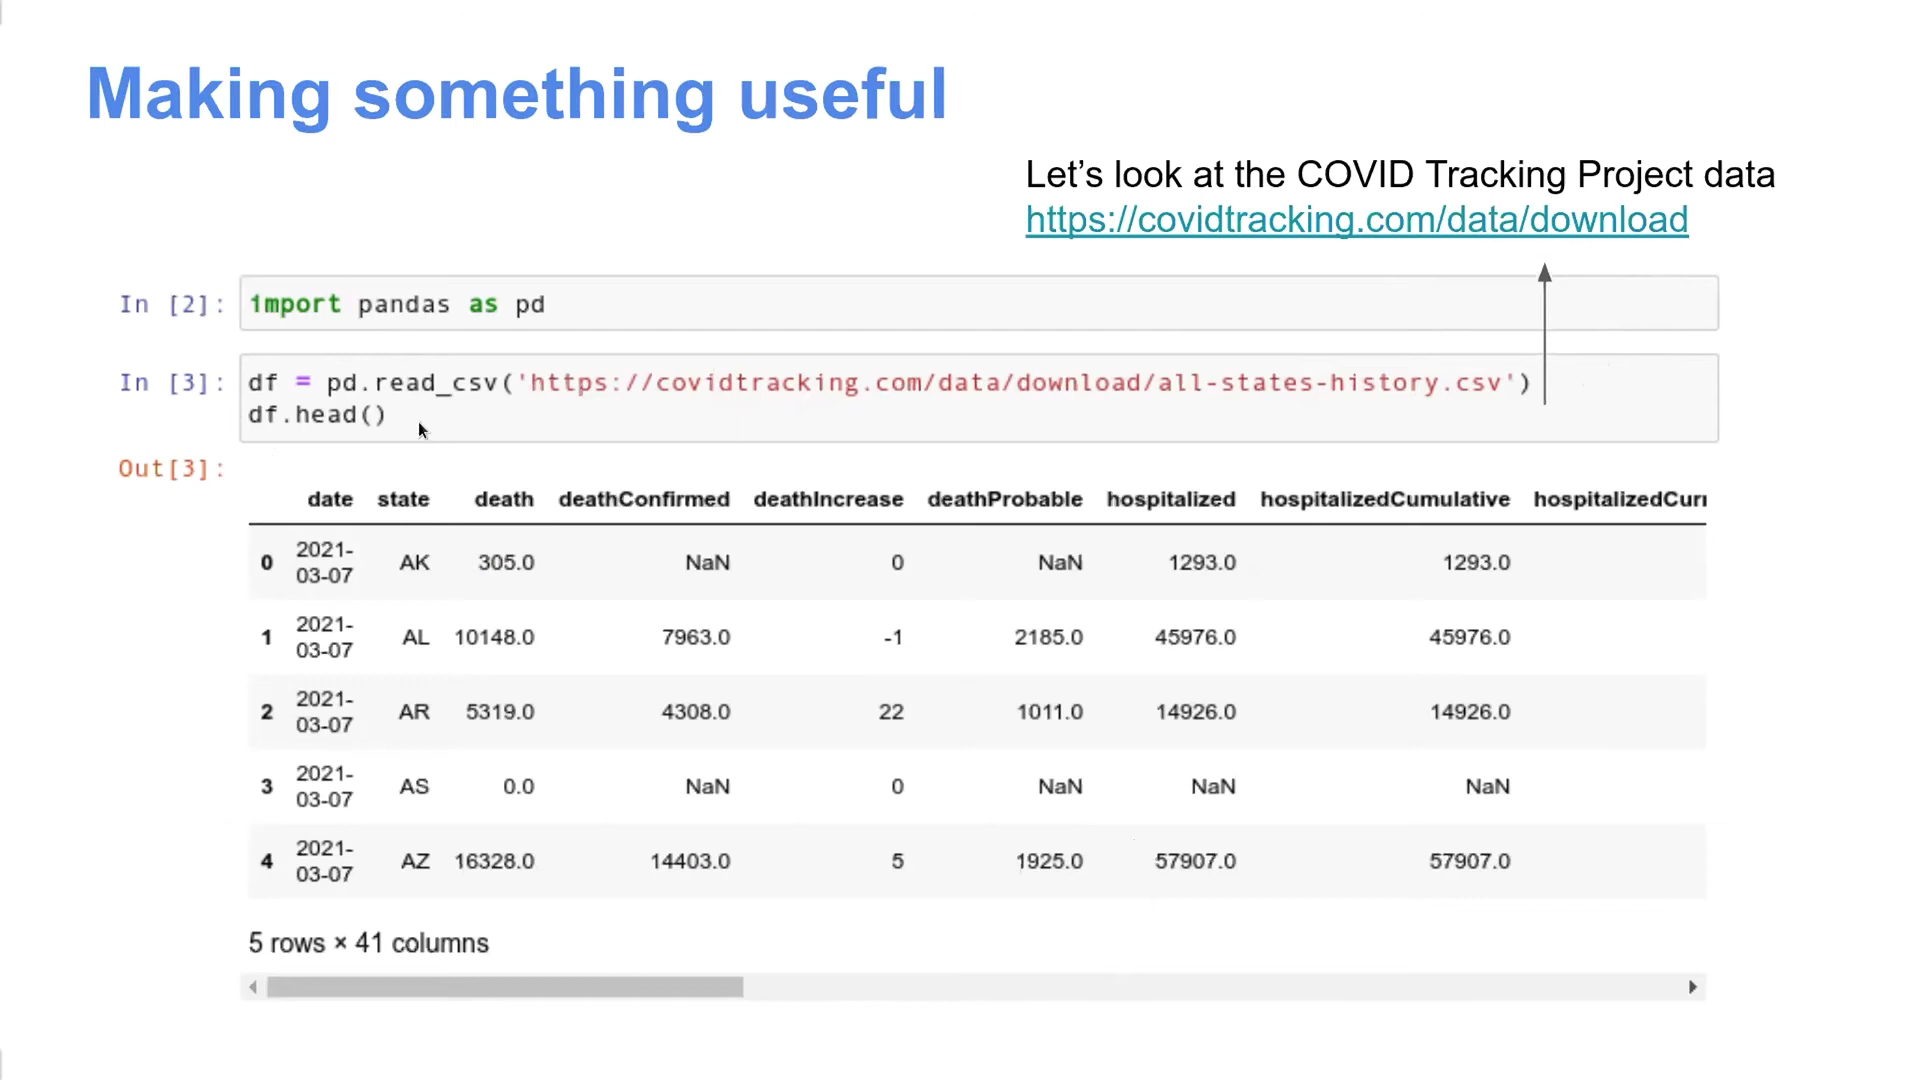 Making something useful
Let’s look at the COVID Tracking Project data
https://covidtracking.com/data/download
In [2]: import pandas as pd
In [3]: df = pd.read_csv('https://covidtracking.com/data/download/all-states-history.csv')
df.head()
Out[3]:
date state death deathConfirmed deathIncrease deathProbable hospitalized hospitalizedCumulative hospitalizedCurr
0 2021-03-07 AK 305.0 NaN 0 NaN 1293.0 1293.0
1 2021-03-07 AL 10148.0 7963.0 -1 2185.0 45976.0 45976.0
2 2021-03-07 AR 5319.0 4308.0 22 1011.0 14926.0 14926.0
3 2021-03-07 AS 0.0 NaN 0 NaN NaN NaN
4 2021-03-07 AZ 16328.0 14403.0 5 1925.0 57907.0 57907.0
5 rows × 41 columns